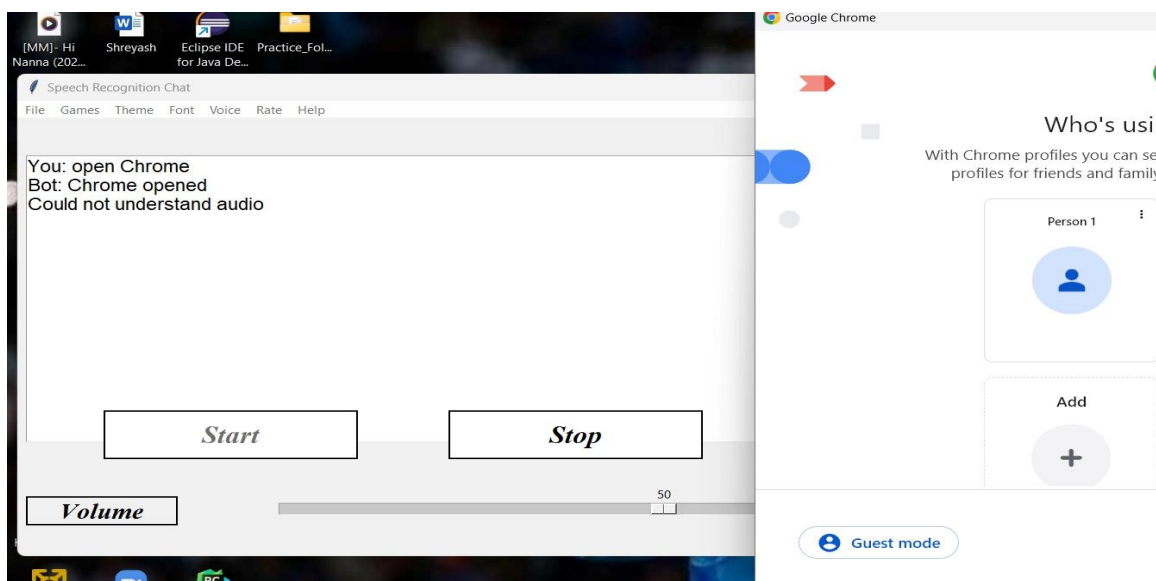 [MM]- Hi
Nanna (202...
Shreyash
Eclipse IDE
for Java De...
Practice_Fol...
Speech Recognition Chat
File Games Theme Font Voice Rate Help
You: open Chrome
Bot: Chrome opened
Could not understand audio
Start
Stop
50
Volume
Google Chrome
Who's usi
With Chrome profiles you can se
profiles for friends and family
Person 1
Add
Guest mode